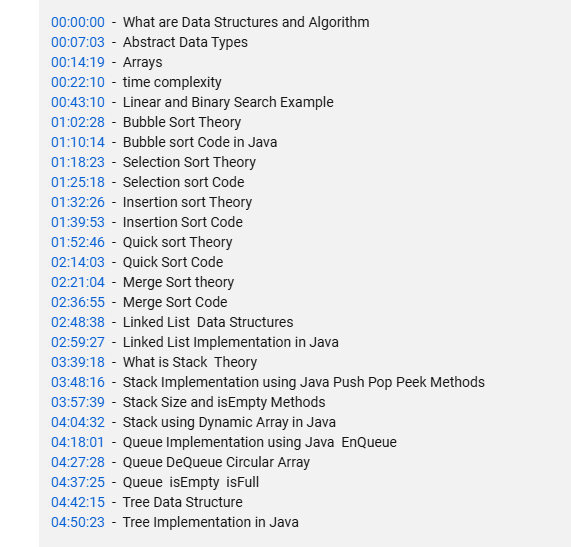 00:00:00 - What are Data Structures and Algorithm
00:07:03 - Abstract Data Types
00:14:19 - Arrays
00:22:10 - time complexity
00:43:10 - Linear and Binary Search Example
01:02:28 - Bubble Sort Theory
01:10:14 - Bubble sort Code in Java
01:18:23 - Selection Sort Theory
01:25:18 - Selection sort Code
01:32:26 - Insertion sort Theory
01:39:53 - Insertion Sort Code
01:52:46 - Quick sort Theory
02:14:03 - Quick Sort Code
02:21:04 - Merge Sort theory
02:36:55 - Merge Sort Code
02:48:38 - Linked List  Data Structures
02:59:27 - Linked List Implementation in Java
03:39:18 - What is Stack  Theory
03:48:16 - Stack Implementation using Java Push Pop Peek Methods
03:57:39 - Stack Size and isEmpty Methods
04:04:32 - Stack using Dynamic Array in Java
04:18:01 - Queue Implementation using Java  EnQueue
04:27:28 - Queue DeQueue Circular Array
04:37:25 - Queue  isEmpty  isFull
04:42:15 - Tree Data Structure
04:50:23 - Tree Implementation in Java